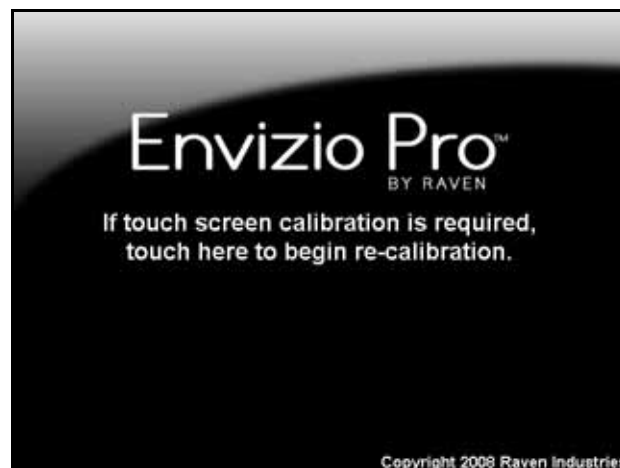 Envizio Pro™
BY RAVEN
If touch screen calibration is required,
touch here to begin re-calibration.
Copyright 2008 Raven Industries